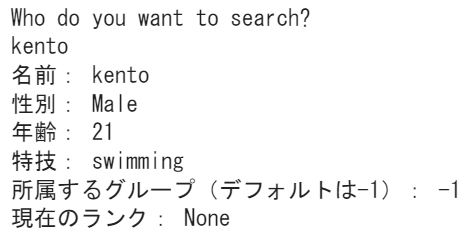 Who do you want to search?
kento
名前： kento
性別： Male
年齢： 21
特技： swimming
所属するグループ（デフォルトは-1）： -1
現在のランク： None